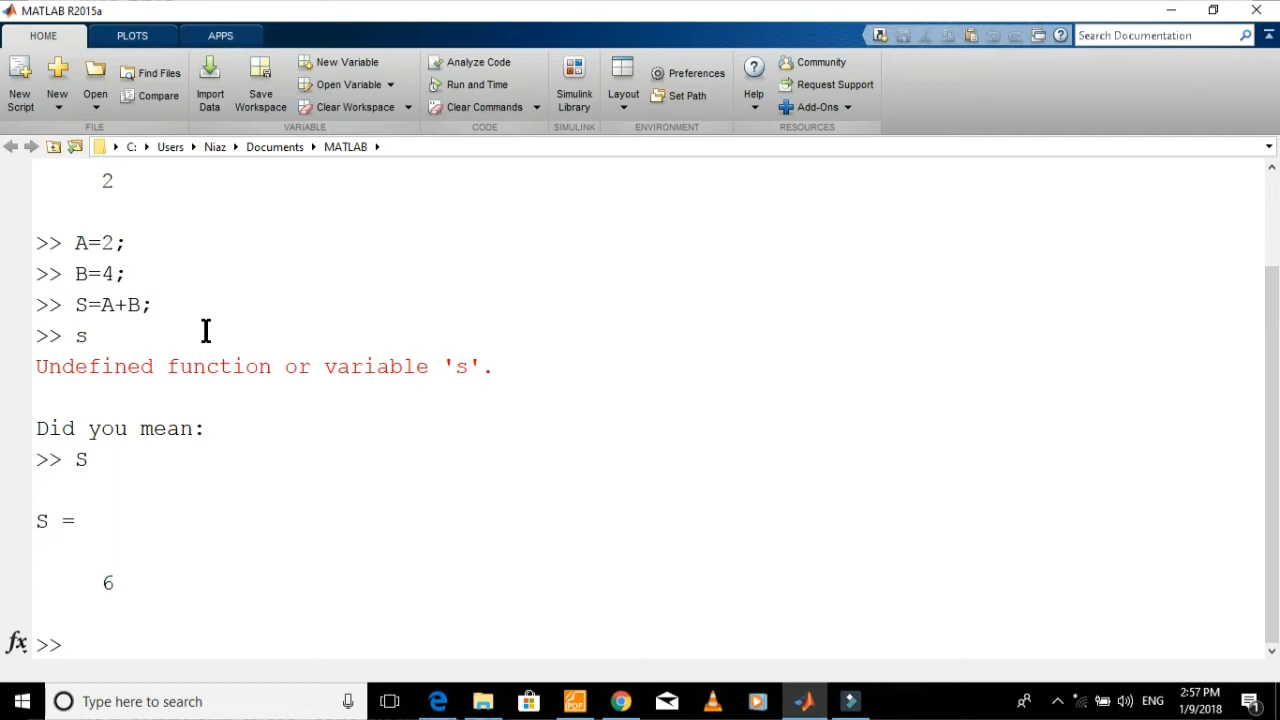 MATLAB R2015a
HOME PLOTS APPS Search Documentation
New Script New Open Find Files Compare Import Data Save Workspace New Variable Open Variable Clear Workspace Analyze Code Run and Time Clear Commands Simulink Library Layout Preferences Set Path Help Community Request Support Add-Ons
FILE VARIABLE CODE SIMULINK ENVIRONMENT RESOURCES
C: Users Niaz Documents MATLAB
2
>> A=2;
>> B=4;
>> S=A+B;
>> s
Undefined function or variable 's'.
Did you mean:
>> S
S =
6
fx >>
Type here to search PDF ENG 2:57 PM
1/9/2018 1